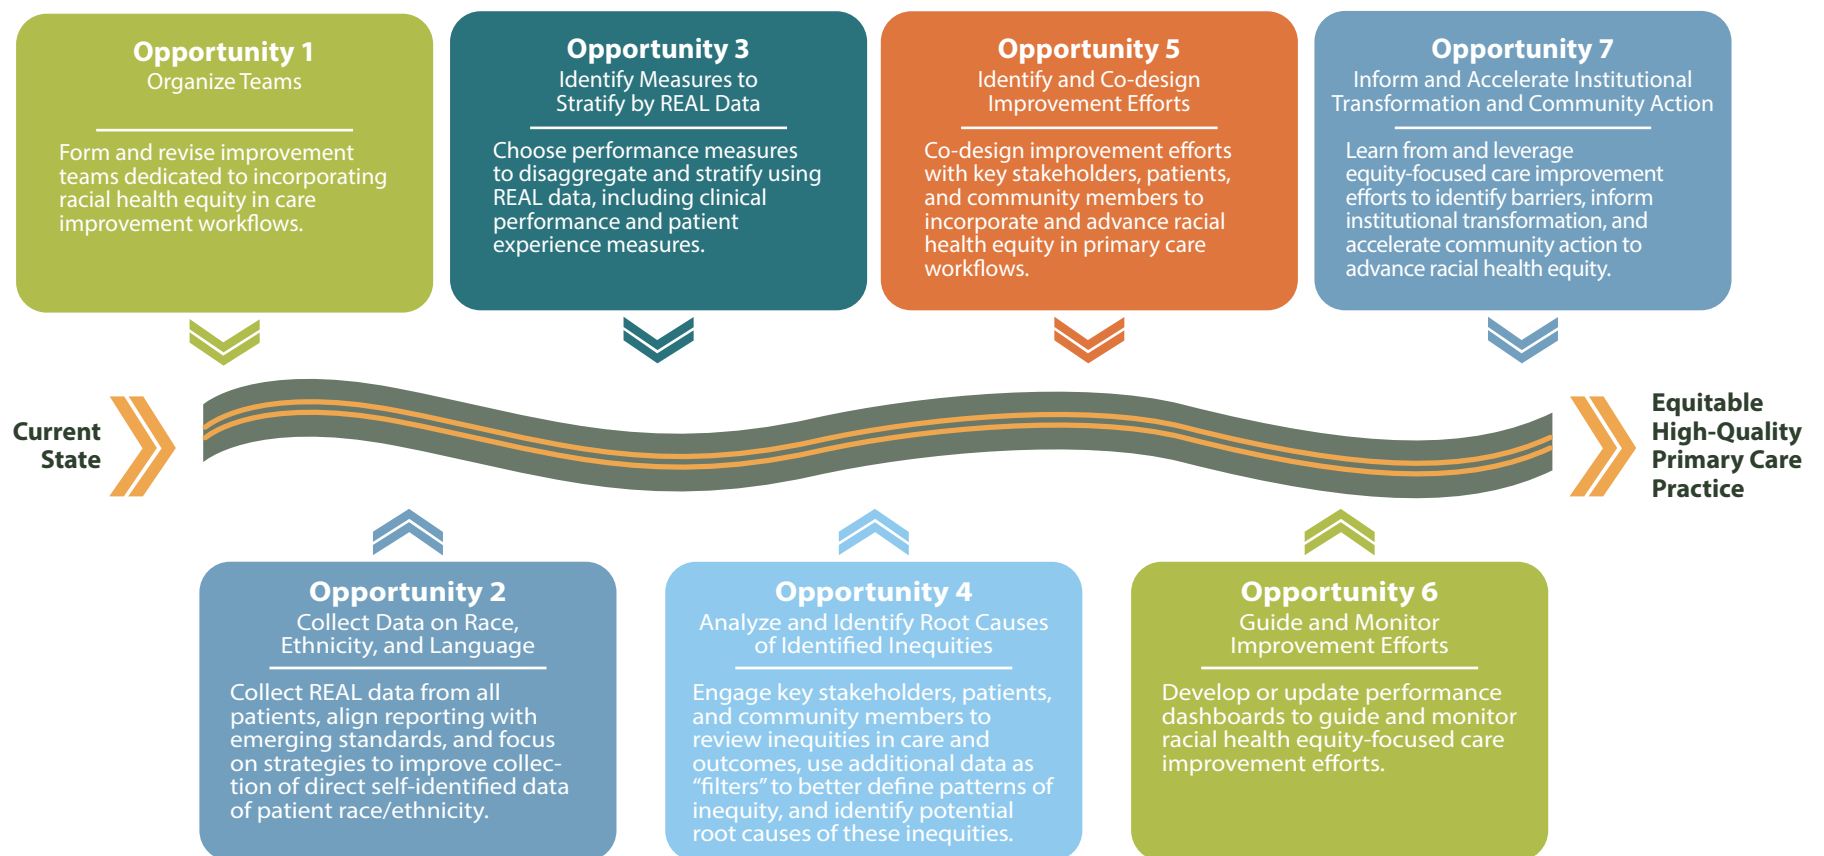 Opportunity 1
Organize Teams
Form and revise improvement
teams dedicated to incorporating
racial health equity in care
improvement workflows.
Opportunity 3
Identify Measures to
Stratify by REAL Data
Choose performance measures
to disaggregate and stratify using
REAL data, including clinical
performance and patient
experience measures.
Opportunity 5
Identify and Co-design
Improvement Efforts
Co-design improvement efforts
with key stakeholders, patients,
and community members to
incorporate and advance racial
health equity in primary care
workflows.
Opportunity 7
Inform and Accelerate Institutional
Transformation and Community Action
Learn from and leverage
equity-focused care improvement
efforts to identify barriers, inform
institutional transformation, and
accelerate community action to
advance racial health equity.
Current
State
Equitable
High-Quality
Primary Care
Practice
Opportunity 2
Collect Data on Race,
Ethnicity, and Language
Collect REAL data from all
patients, align reporting with
emerging standards, and focus
on strategies to improve collec-
tion of direct self-identified data
of patient race/ethnicity.
Opportunity 4
Analyze and Identify Root Causes
of Identified Inequities
Engage key stakeholders, patients,
and community members to
review inequities in care and
outcomes, use additional data as
“filters” to better define patterns of
inequity, and identify potential
root causes of these inequities.
Opportunity 6
Guide and Monitor
Improvement Efforts
Develop or update performance
dashboards to guide and monitor
racial health equity-focused care
improvement efforts.